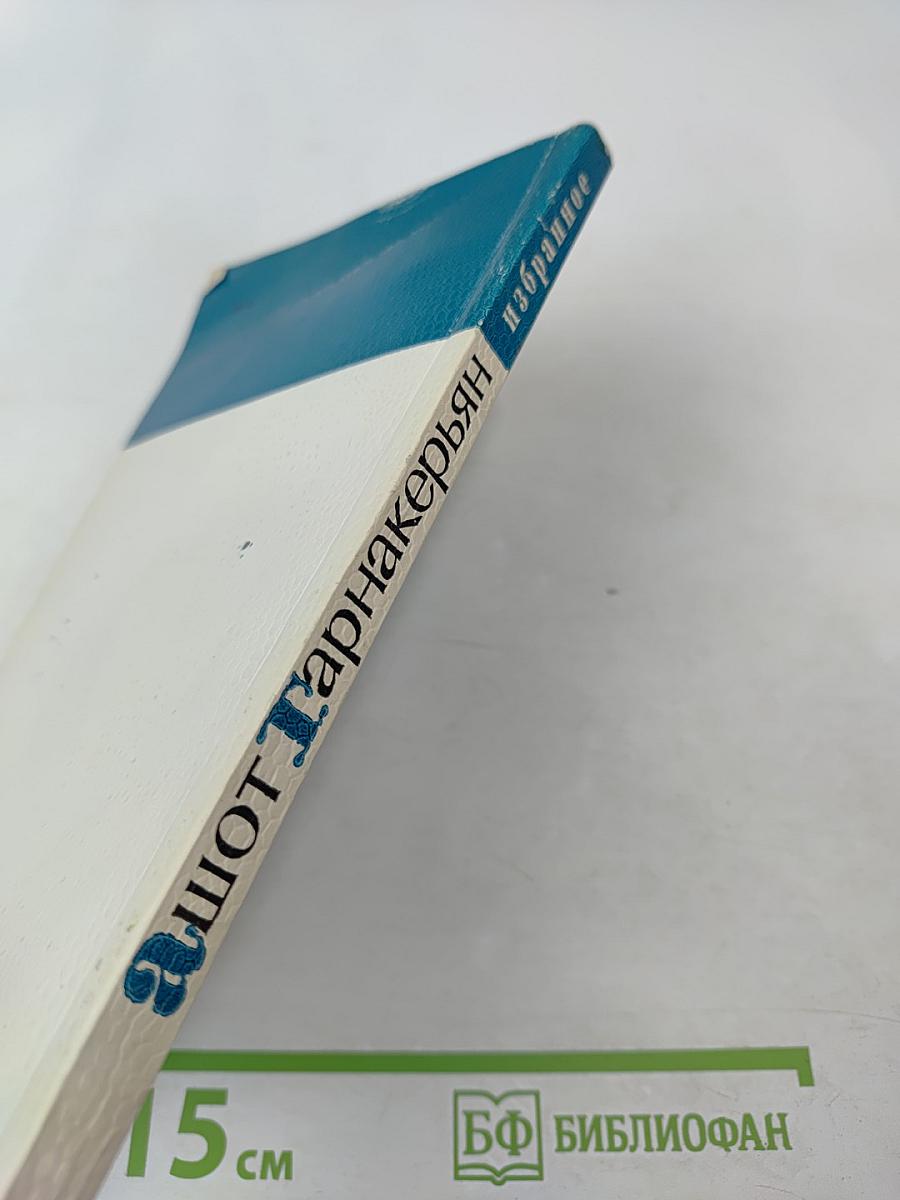 ашот Гарнакерьян
избранное
15 см
БФ БИБЛИОФАН